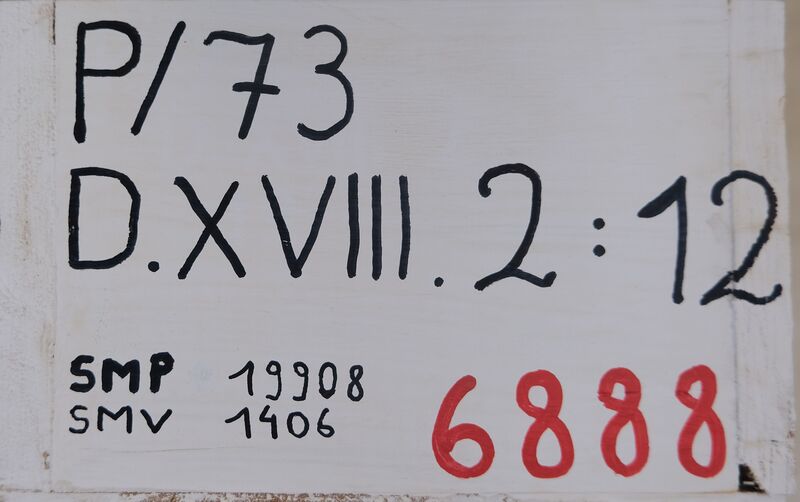 P/73
D.XVIII.2:12
SMP 19908
SMV 1406
6888